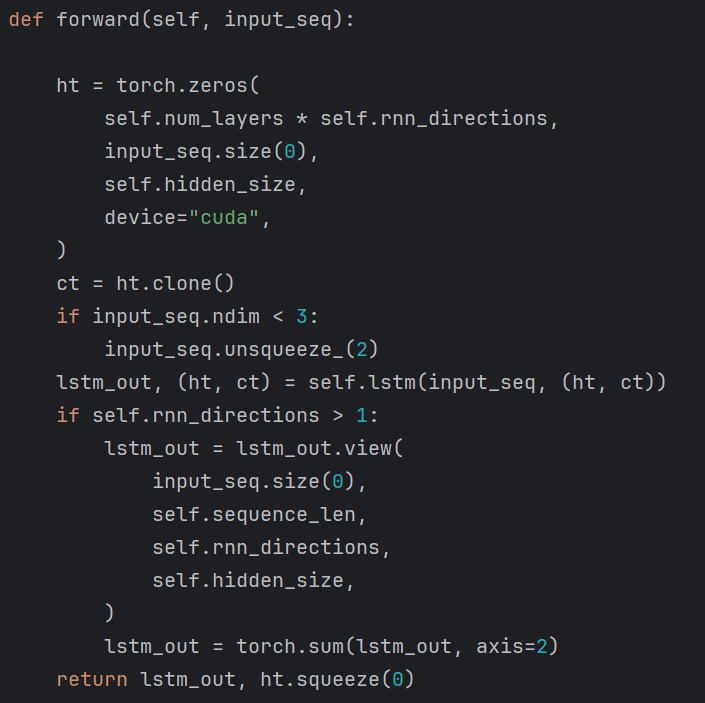 def forward(self, input_seq):
    ht = torch.zeros(
        self.num_layers * self.rnn_directions,
        input_seq.size(0),
        self.hidden_size,
        device="cuda",
    )
    ct = ht.clone()
    if input_seq.ndim < 3:
        input_seq.unsqueeze_(2)
    lstm_out, (ht, ct) = self.lstm(input_seq, (ht, ct))
    if self.rnn_directions > 1:
        lstm_out = lstm_out.view(
            input_seq.size(0),
            self.sequence_len,
            self.rnn_directions,
            self.hidden_size,
        )
        lstm_out = torch.sum(lstm_out, axis=2)
    return lstm_out, ht.squeeze(0)